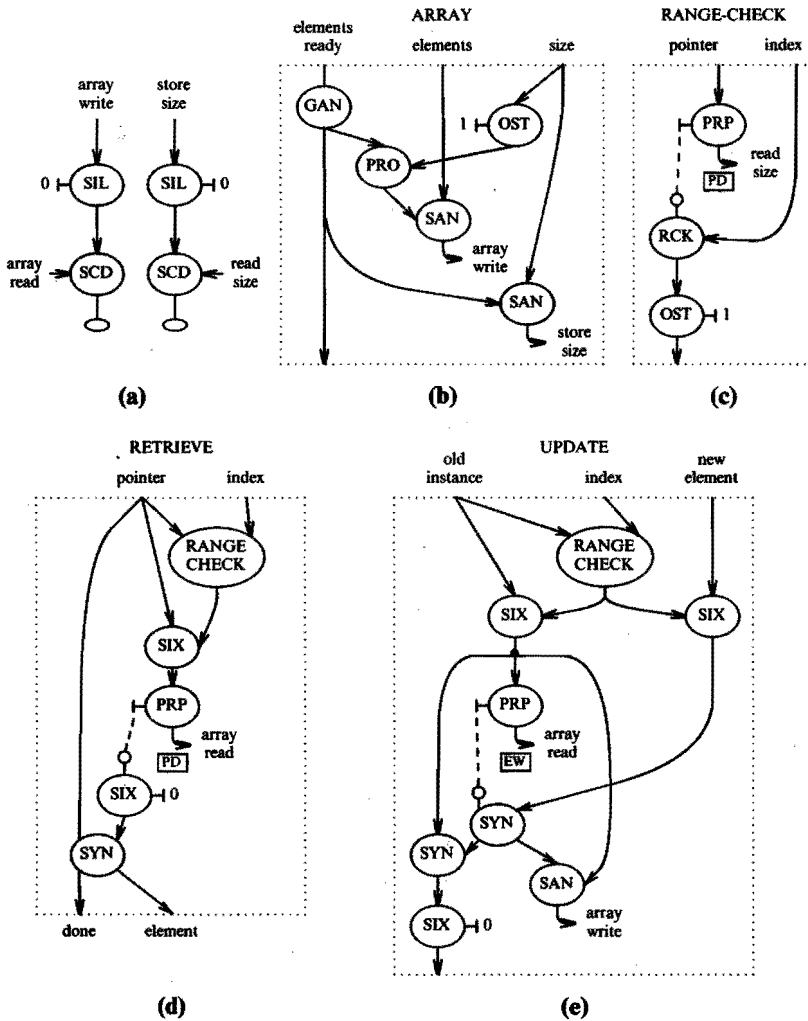 ARRAY
RANGE-CHECK
elements
ready
elements
size
pointer
index
array
write
store
size
GAN
1
OST
PRP
read
size
PD
PRO
0
SIL
SIL
0
SAN
array
write
RCK
array
read
SCD
SCD
read
size
SAN
store
size
OST
1
(a)
(b)
(c)
RETRIEVE
UPDATE
pointer
index
old
instance
index
new
element
RANGE
CHECK
RANGE
CHECK
SIX
SIX
SIX
PRP
array
read
PD
PRP
array
read
EW
SIX
0
SYN
SYN
SYN
SAN
array
write
SIX
0
done
element
(d)
(e)